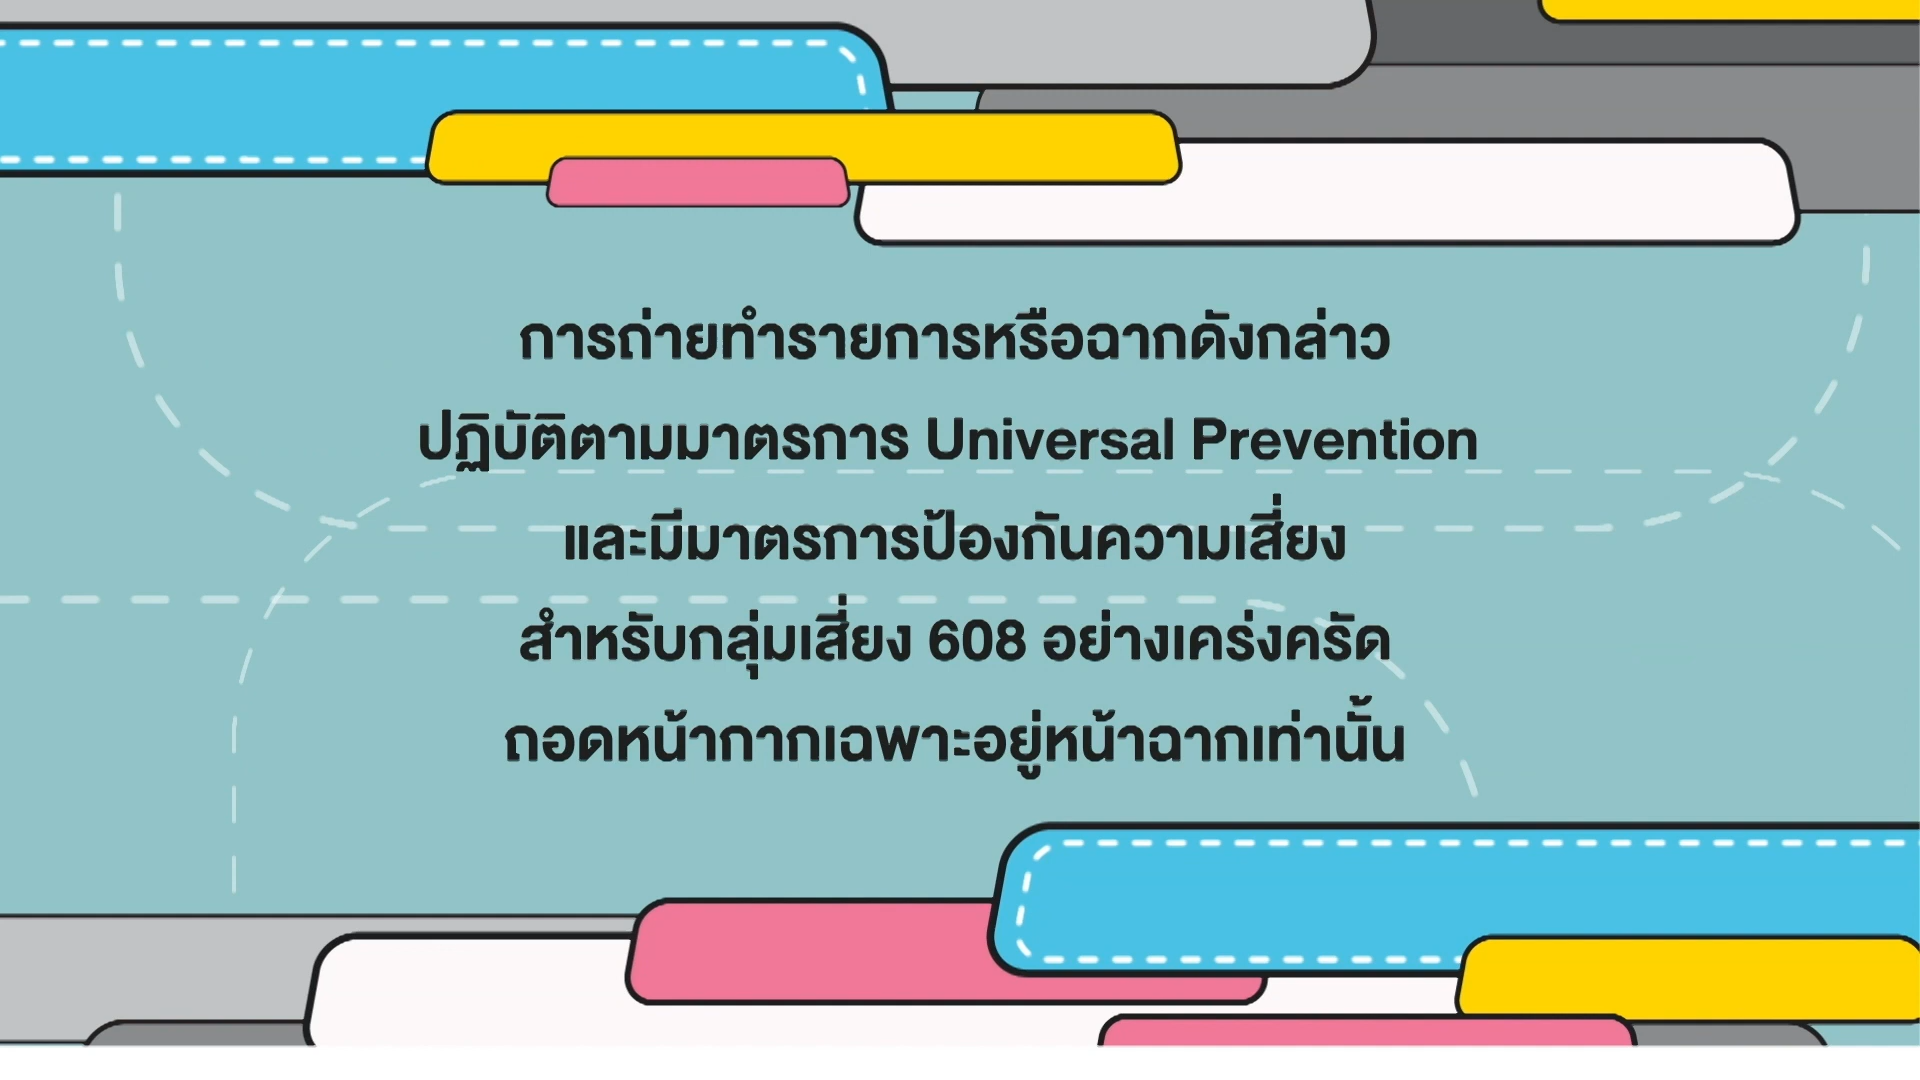 การถ่ายทำรายการหรือฉากดังกล่าว
ปฏิบัติตามมาตรการ Universal Prevention
และมีมาตรการป้องกันความเสี่ยง
สำหรับกลุ่มเสี่ยง 608 อย่างเคร่งครัด
ถอดหน้ากากเฉพาะอยู่หน้าฉากเท่านั้น